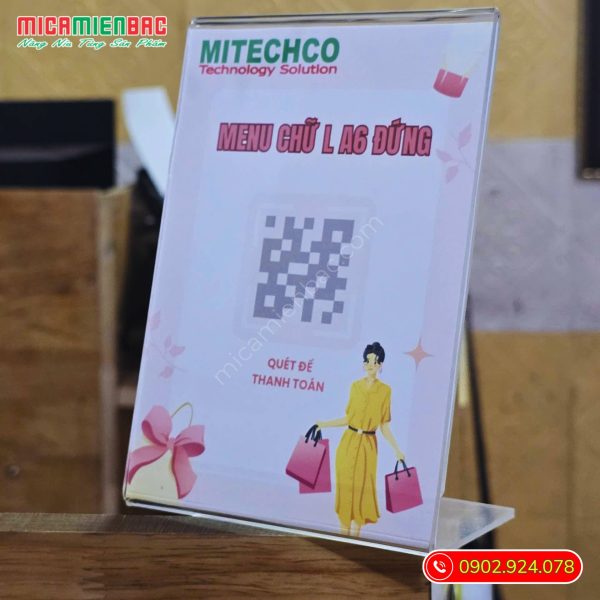 MICAMIENBAC
Nâng Niu Từng Sản Phẩm
MITECHCO
Technology Solution
MENU CHỮ L A6 ĐỨNG
micamienbac.com
QUÉT ĐỂ
THANH TOÁN
0902.924.078